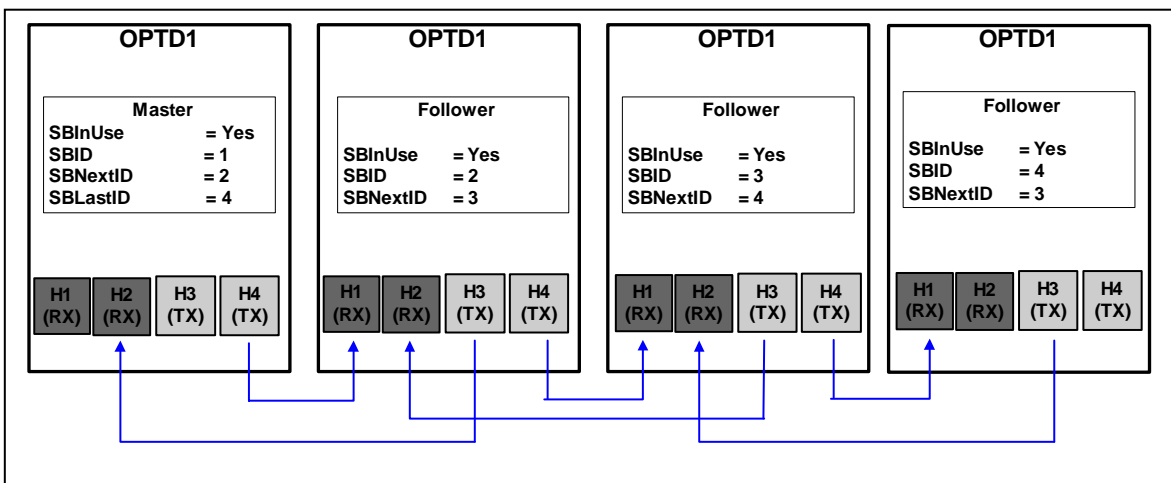 OPTD1
Master
SBInUse = Yes
SBID = 1
SBNextID = 2
SBLastID = 4
H1 (RX)
H2 (RX)
H3 (TX)
H4 (TX)
OPTD1
Follower
SBInUse = Yes
SBID = 2
SBNextID = 3
H1 (RX)
H2 (RX)
H3 (TX)
H4 (TX)
OPTD1
Follower
SBInUse = Yes
SBID = 3
SBNextID = 4
H1 (RX)
H2 (RX)
H3 (TX)
H4 (TX)
OPTD1
Follower
SBInUse = Yes
SBID = 4
SBNextID = 3
H1 (RX)
H2 (RX)
H3 (TX)
H4 (TX)